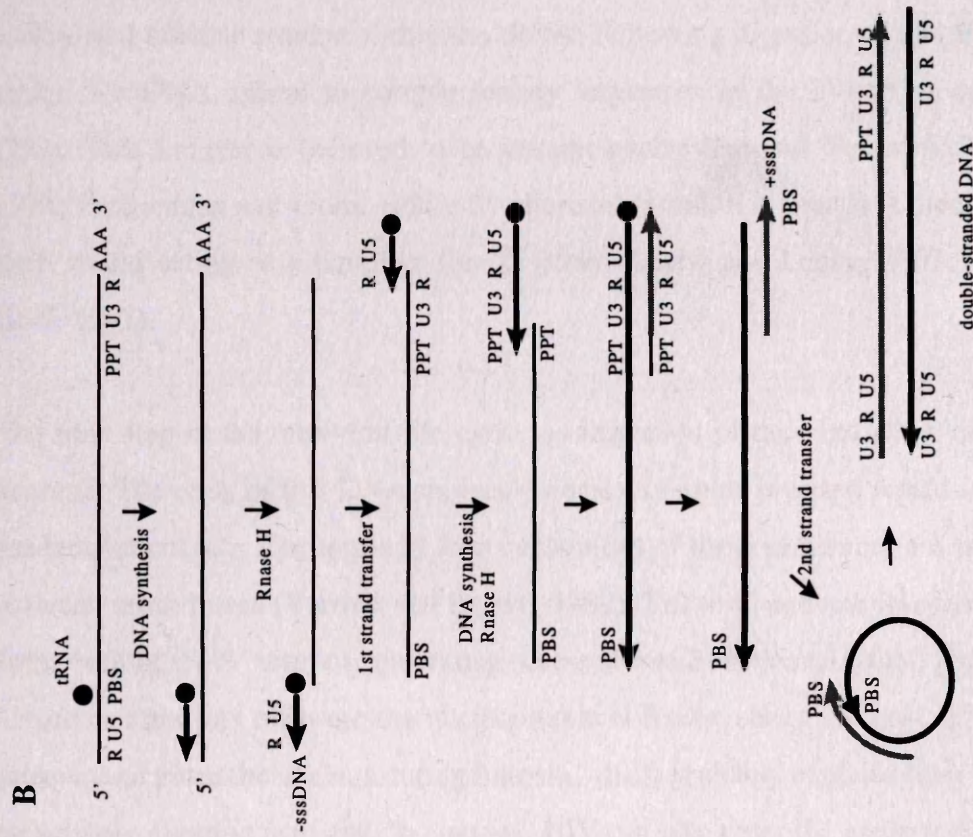 B
tRNA
5' R U5 PBS PPT U3 R AAA 3'
DNA synthesis
5' AAA 3'
Rnase H
R U5
-sssDNA
1st strand transfer
R U5
PBS PPT U3 R
DNA synthesis
Rnase H
PPT U3 R U5
PBS PPT
PBS PPT U3 R U5
PPT U3 R U5
PBS
+sssDNA
PBS
2nd strand transfer
PBS
PBS
U3 R U5 PPT U3 R U5
U3 R U5 U3 R U5
double-stranded DNA